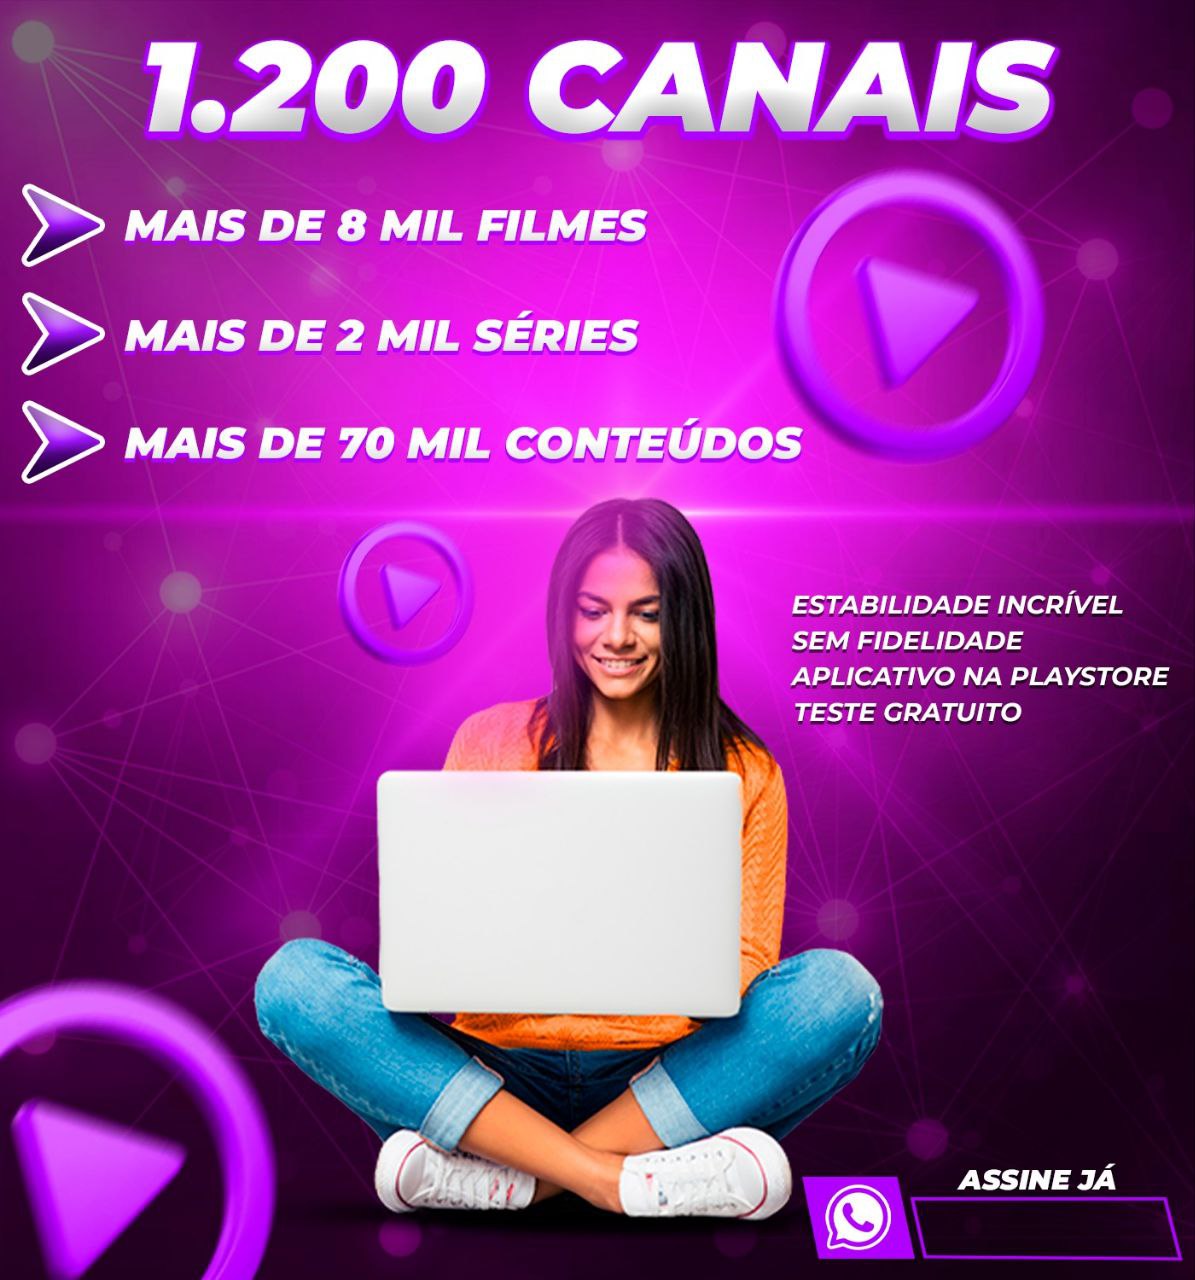 1.200 CANAIS
MAIS DE 8 MIL FILMES
MAIS DE 2 MIL SÉRIES
MAIS DE 70 MIL CONTEÚDOS
ESTABILIDADE INCRÍVEL
SEM FIDELIDADE
APLICATIVO NA PLAYSTORE
TESTE GRATUITO
ASSINE JÁ